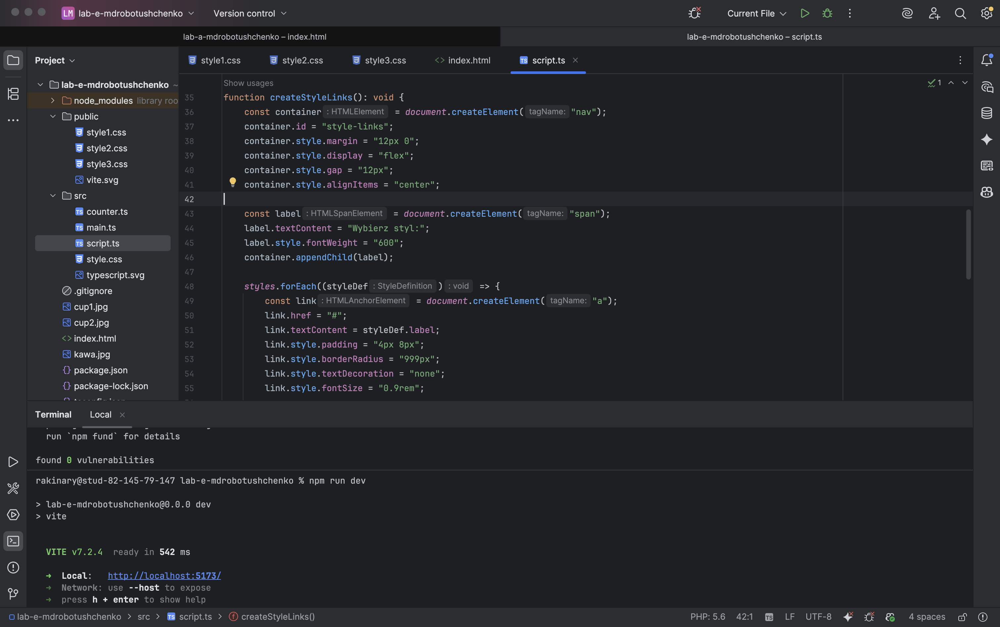 LM lab-e-mdrobotushchenko Version control Current File
lab-a-mdrobotushchenko – index.html lab-e-mdrobotushchenko – script.ts
Project
style1.css style2.css style3.css index.html script.ts
lab-e-mdrobotushchenko ~
node_modules library roo
public
style1.css
style2.css
style3.css
vite.svg
src
counter.ts
main.ts
script.ts
style.css
typescript.svg
.gitignore
cup1.jpg
cup2.jpg
index.html
kawa.jpg
package.json
package-lock.json
Show usages
1
35 function createStyleLinks(): void {
36 const container : HTMLElement = document.createElement( tagName: "nav");
37 container.id = "style-links";
38 container.style.margin = "12px 0";
39 container.style.display = "flex";
40 container.style.gap = "12px";
41 container.style.alignItems = "center";
42
43 const label : HTMLSpanElement = document.createElement( tagName: "span");
44 label.textContent = "Wybierz styl:";
45 label.style.fontWeight = "600";
46 container.appendChild(label);
47
48 styles.forEach((styleDef : StyleDefinition ) : void => {
49 const link : HTMLAnchorElement = document.createElement( tagName: "a");
50 link.href = "#";
51 link.textContent = styleDef.label;
52 link.style.padding = "4px 8px";
53 link.style.borderRadius = "999px";
54 link.style.textDecoration = "none";
55 link.style.fontSize = "0.9rem";
Terminal Local
run `npm fund` for details
found 0 vulnerabilities
rakinary@stud-82-145-79-147 lab-e-mdrobotushchenko % npm run dev
> lab-e-mdrobotushchenko@0.0.0 dev
> vite
VITE v7.2.4 ready in 542 ms
➜ Local: http://localhost:5173/
➜ Network: use --host to expose
➜ press h + enter to show help
lab-e-mdrobotushchenko > src > TS script.ts > f createStyleLinks()
PHP: 5.6 42:1 TS LF UTF-8 4 spaces